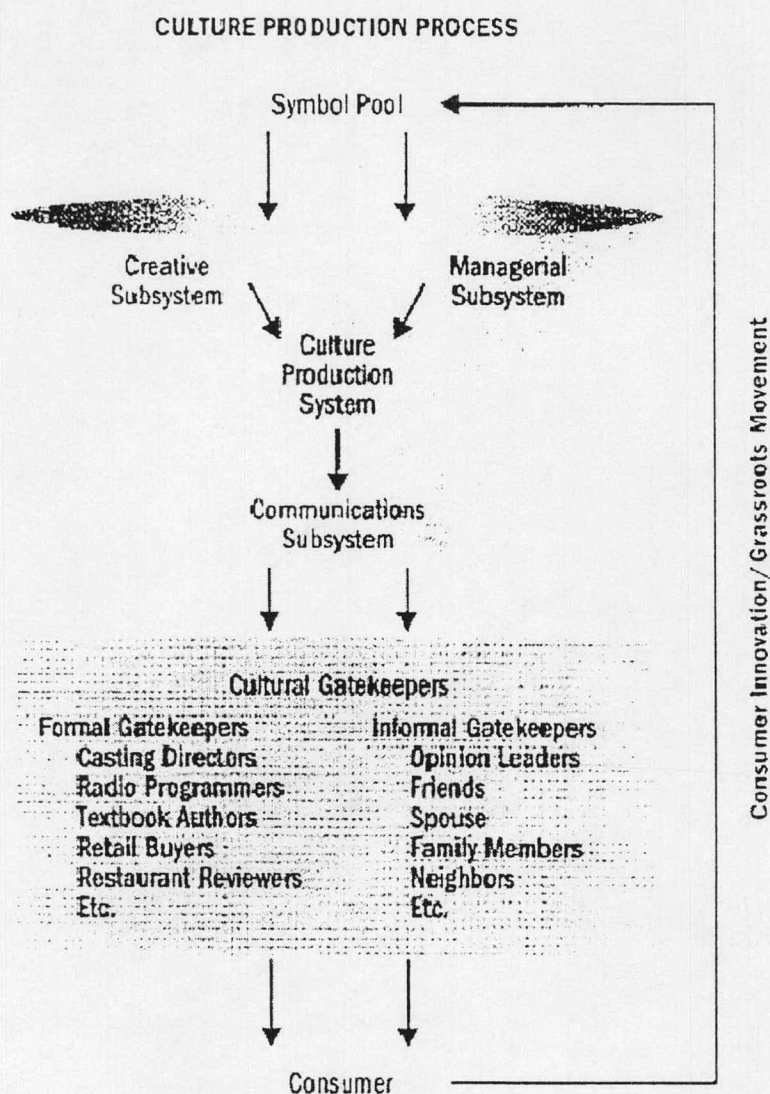 CULTURE PRODUCTION PROCESS
Symbol Pool
Creative
Subsystem
Managerial
Subsystem
Culture
Production
System
Communications
Subsystem
Cultural Gatekeepers
Formal Gatekeepers
Casting Directors
Radio Programmers
Textbook Authors
Retail Buyers
Restaurant Reviewers
Etc.
Informal Gatekeepers
Opinion Leaders
Friends
Spouse
Family Members
Neighbors
Etc.
Consumer
Consumer Innovation/Grassroots Movement